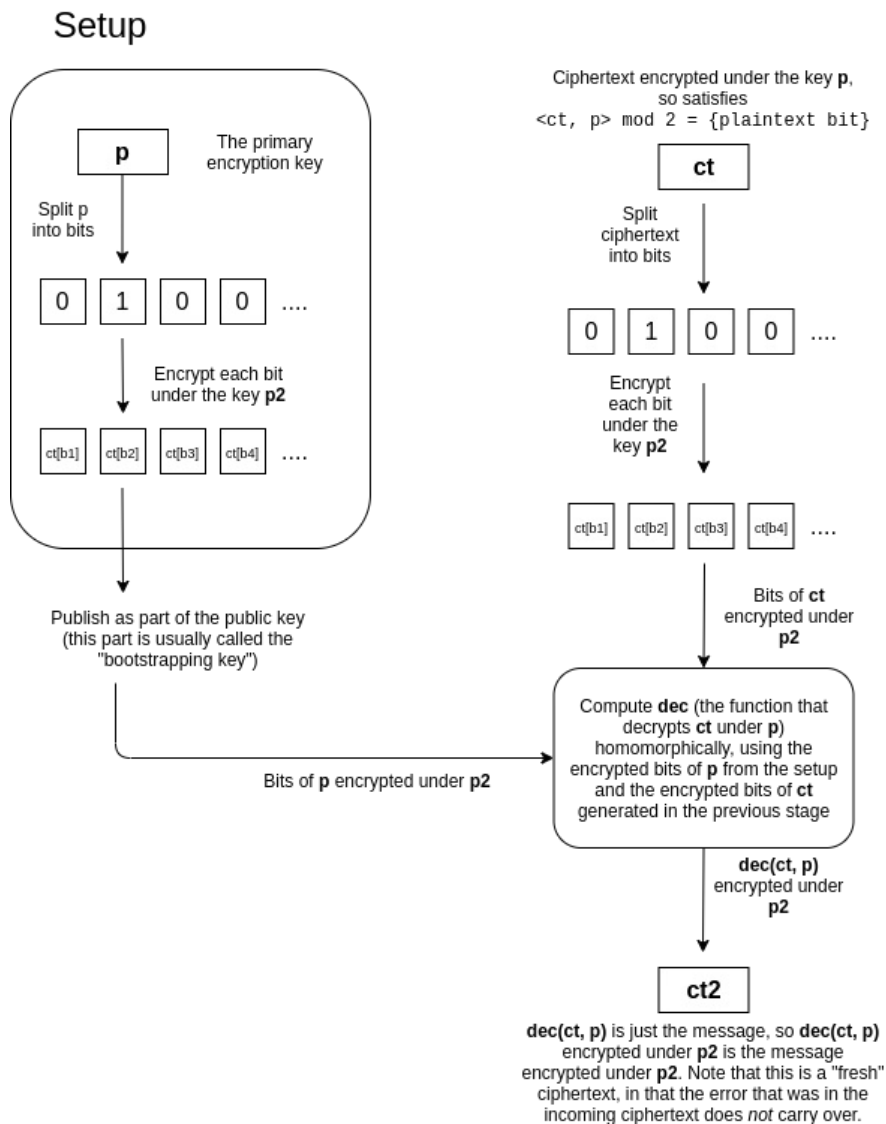 Setup
p
The primary
encryption key
Split p
into bits
0 1 0 0 ....
Encrypt each bit
under the key p2
ct[b1] ct[b2] ct[b3] ct[b4] ....
Publish as part of the public key
(this part is usually called the
"bootstrapping key")
Bits of p encrypted under p2
Ciphertext encrypted under the key p,
so satisfies
<ct, p> mod 2 = {plaintext bit}
ct
Split
ciphertext
into bits
0 1 0 0 ....
Encrypt
each bit
under the
key p2
ct[b1] ct[b2] ct[b3] ct[b4] ....
Bits of ct
encrypted under
p2
Compute dec (the function that
decrypts ct under p)
homomorphically, using the
encrypted bits of p from the setup
and the encrypted bits of ct
generated in the previous stage
dec(ct, p)
encrypted under
p2
ct2
dec(ct, p) is just the message, so dec(ct, p)
encrypted under p2 is the message
encrypted under p2. Note that this is a "fresh"
ciphertext, in that the error that was in the
incoming ciphertext does not carry over.